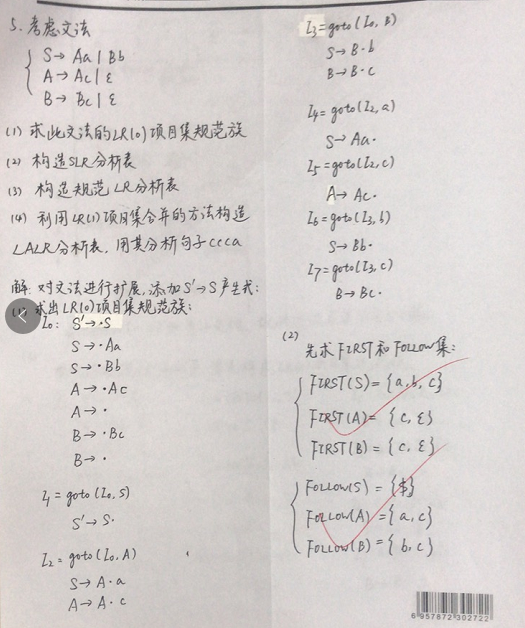 5. 考虑文法
S→ Aa | Bb
A→ Ac | ε
B→ Bc | ε
(1) 求此文法的LR(0)项目集规范族
(2) 构造SLR分析表
(3) 构造规范LR分析表
(4) 利用LR(1)项目集合并的方法构造
LALR分析表, 用其分析句子ccca
解: 对文法进行扩展, 添加S'→S产生式:
求出LR(0)项目集规范族:
I0: S'→·S
S→·Aa
S→·Bb
A→·Ac
A→·
B→·Bc
B→·
I1 = goto(I0, S)
S'→S·
I2 = goto(I0, A)
S→A·a
A→A·c
I3 = goto(I0, B)
S→B·b
B→B·c
I4 = goto(I2, a)
S→Aa·
I5 = goto(I2, c)
A→Ac·
I6 = goto(I3, b)
S→Bb·
I7 = goto(I3, c)
B→Bc·
(2)
先求FIRST和FOLLOW集:
FIRST(S) = {a, b, c}
FIRST(A) = {c, ε}
FIRST(B) = {c, ε}
FOLLOW(S) = {$}
FOLLOW(A) = {a, c}
FOLLOW(B) = {b, c}
6 957872 302722